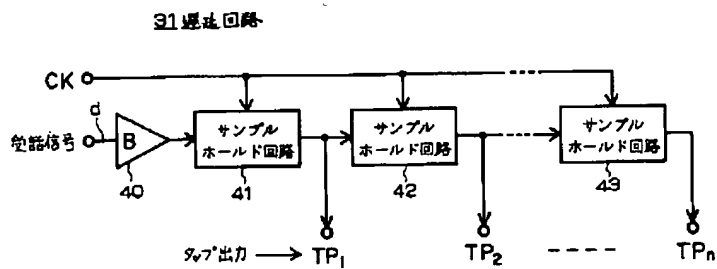 31遅延回路
CK
受話信号
d
B
40
サンプル
ホールド回路
41
サンプル
ホールド回路
42
サンプル
ホールド回路
43
タップ出力
TP1
TP2
TPn